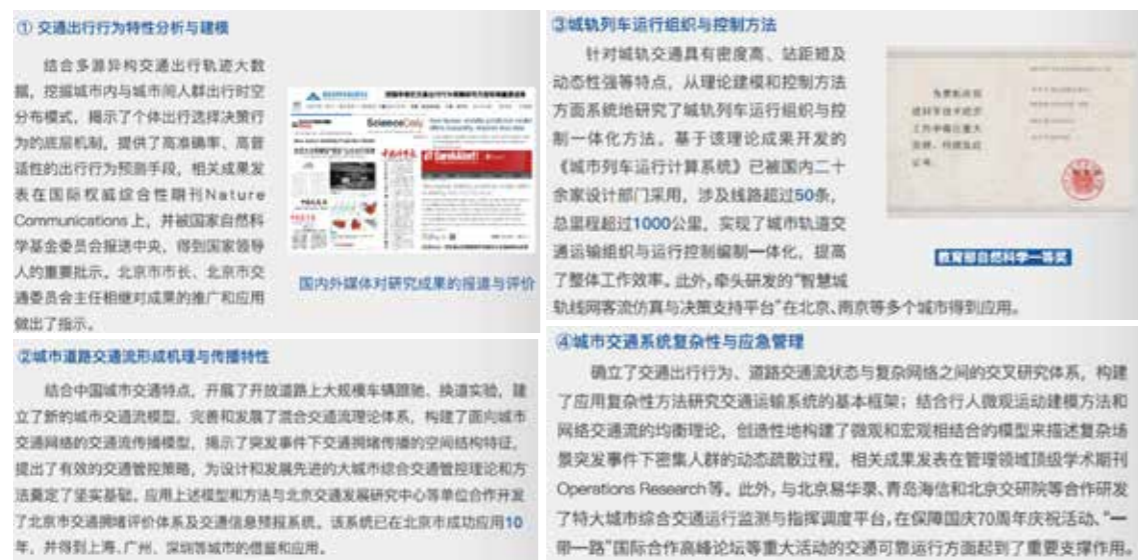 ① 交通出行行为特性分析与建模
结合多源异构交通出行轨迹大数
据，挖掘城市内与城市间人群出行时空
分布模式，揭示了个体出行选择决策行
为的底层机制，提供了高准确率、高普
适性的出行行为预测手段，相关成果发
表在国际权威综合性期刊Nature
Communications上，并被国家自然科
学基金委员会报送中央，得到国家领导
人的重要批示。北京市市长、北京市交
通委员会主任相继对成果的推广和应用
做出了指示。
ScienceDaily
EurekAlert!
国内外媒体对研究成果的报道与评价
②城市道路交通流形成机理与传播特性
结合中国城市交通特点，开展了开放道路上大规模车辆跟驰、换道实验，建
立了新的城市交通流模型，完善和发展了混合交通流理论体系，构建了面向城市
交通网络的交通流传播模型，揭示了突发事件下交通拥堵传播的空间结构特征，
提出了有效的交通管控策略，为设计和发展先进的大城市综合交通管控理论和方
法奠定了坚实基础。应用上述模型和方法与北京交通发展研究中心等单位合作开发
了北京市交通拥堵评价体系及交通信息预报系统。该系统已在北京市成功应用10
年，并得到上海、广州、深圳等城市的借鉴和应用。
③城轨列车运行组织与控制方法
针对城轨交通具有密度高、站距短及
动态性强等特点，从理论建模和控制方法
方面系统地研究了城轨列车运行组织与控
制一体化方法。基于该理论成果开发的
《城市列车运行计算系统》已被国内二十
余家设计部门采用，涉及线路超过50条，
总里程超过1000公里，实现了城市轨道交
通运输组织与运行控制编制一体化，提高
了整体工作效率。此外，牵头研发的“智慧城
轨线网客流仿真与决策支持平台”在北京、南京等多个城市得到应用。
教育部自然科学一等奖
④城市交通系统复杂性与应急管理
确立了交通出行行为、道路交通流状态与复杂网络之间的交叉研究体系，构建
了应用复杂性方法研究交通运输系统的基本框架；结合行人微观运动建模方法和
网络交通流的均衡理论，创造性地构建了微观和宏观相结合的模型来描述复杂场
景突发事件下密集人群的动态疏散过程，相关成果发表在管理领域顶级学术期刊
Operations Research等。此外，与北京易华录、青岛海信和北京交研院等合作研发
了特大城市综合交通运行监测与指挥调度平台，在保障国庆70周年庆祝活动、“一
带一路”国际合作高峰论坛等重大活动的交通可靠运行方面起到了重要支撑作用。